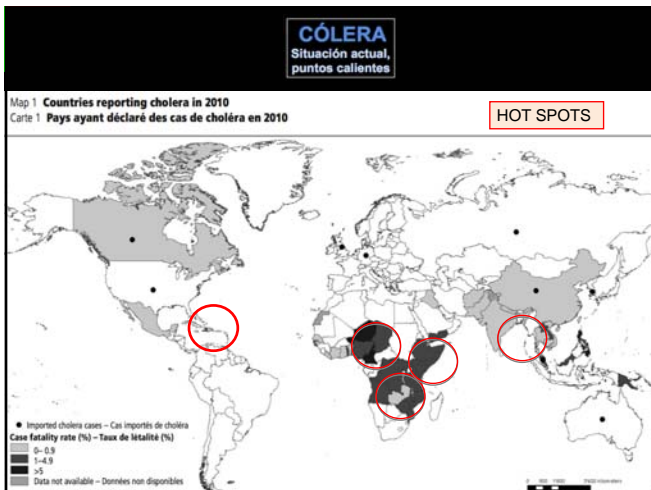 CÓLERA
Situación actual,
puntos calientes
Map 1 Countries reporting cholera in 2010
Carte 1 Pays ayant déclaré des cas de choléra en 2010
HOT SPOTS
Imported cholera cases – Cas importés de choléra
Case fatality rate (%) – Taux de létalité (%)
0– 0.9
1–4.9
>5
Data not available – Données non disponibles